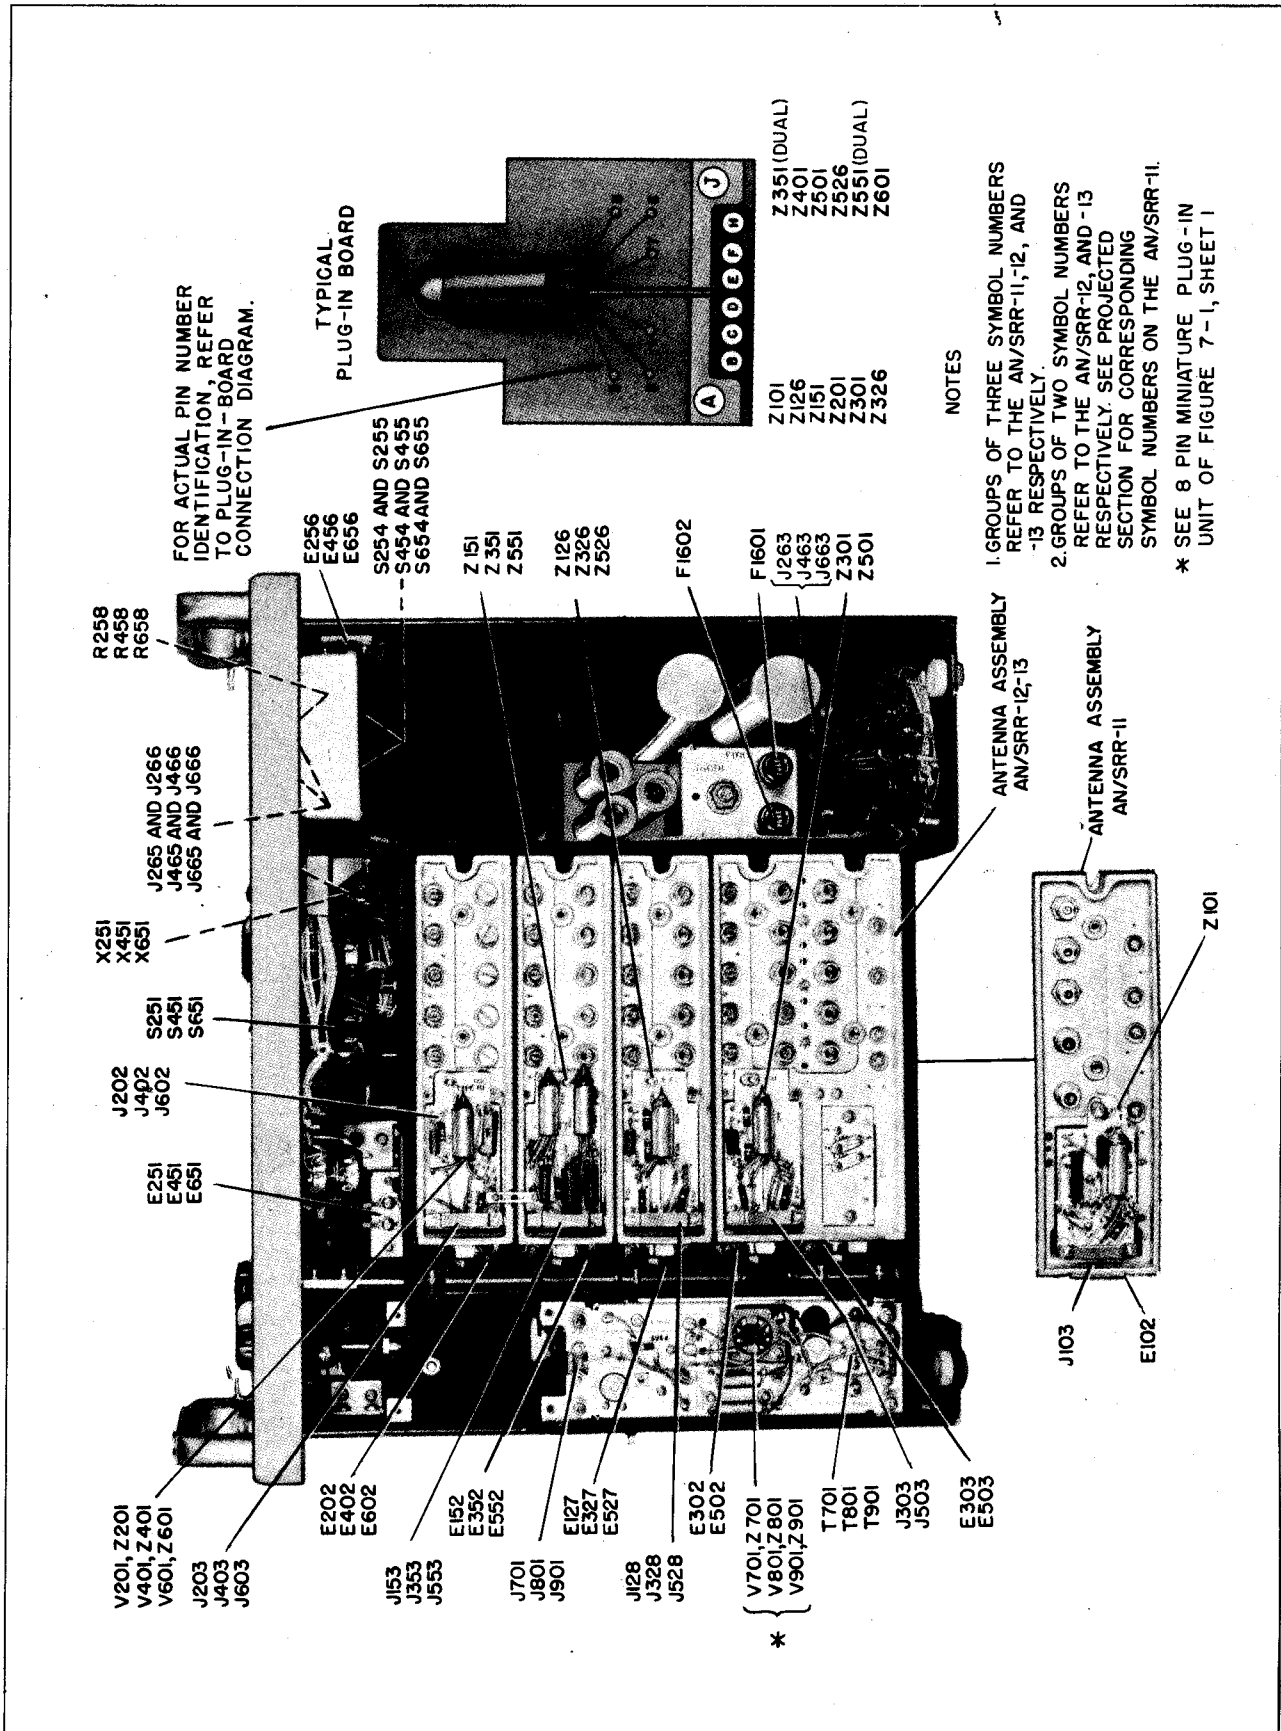 R258
R458
R658
J265 AND J266
J465 AND J466
J665 AND J666
X251
X451
X651
S251
S451
S651
J202
J402
J602
E251
E451
E651
FOR ACTUAL PIN NUMBER
IDENTIFICATION, REFER
TO PLUG-IN-BOARD
CONNECTION DIAGRAM.
TYPICAL
PLUG-IN BOARD
A
B
C
D
E
F
H
J
Z101
Z126
Z151
Z201
Z301
Z326
Z351 (DUAL)
Z401
Z501
Z526
Z551 (DUAL)
Z601
E256
E456
E656
S254 AND S255
S454 AND S455
S654 AND S655
Z151
Z351
Z551
Z126
Z326
Z526
F1602
F1601
J263
J463
J663
Z301
Z501
ANTENNA ASSEMBLY
AN/SRR-12,-13
ANTENNA ASSEMBLY
AN/SRR-11
Z101
J103
E102
V201, Z201
V401, Z401
V601, Z601
J203
J403
J603
E202
E402
E602
J153
J353
J553
E152
E352
E552
J701
J801
J901
E127
E327
E527
J128
J328
J528
E302
E502
* V701, Z701
V801, Z801
V901, Z901
T701
T801
T901
J303
J503
E303
E503
NOTES
1. GROUPS OF THREE SYMBOL NUMBERS
REFER TO THE AN/SRR-11,-12, AND
-13 RESPECTIVELY.
2. GROUPS OF TWO SYMBOL NUMBERS
REFER TO THE AN/SRR-12, AND -13
RESPECTIVELY. SEE PROJECTED
SECTION FOR CORRESPONDING
SYMBOL NUMBERS ON THE AN/SRR-11.
* SEE 8 PIN MINIATURE PLUG-IN
UNIT OF FIGURE 7-1, SHEET 1